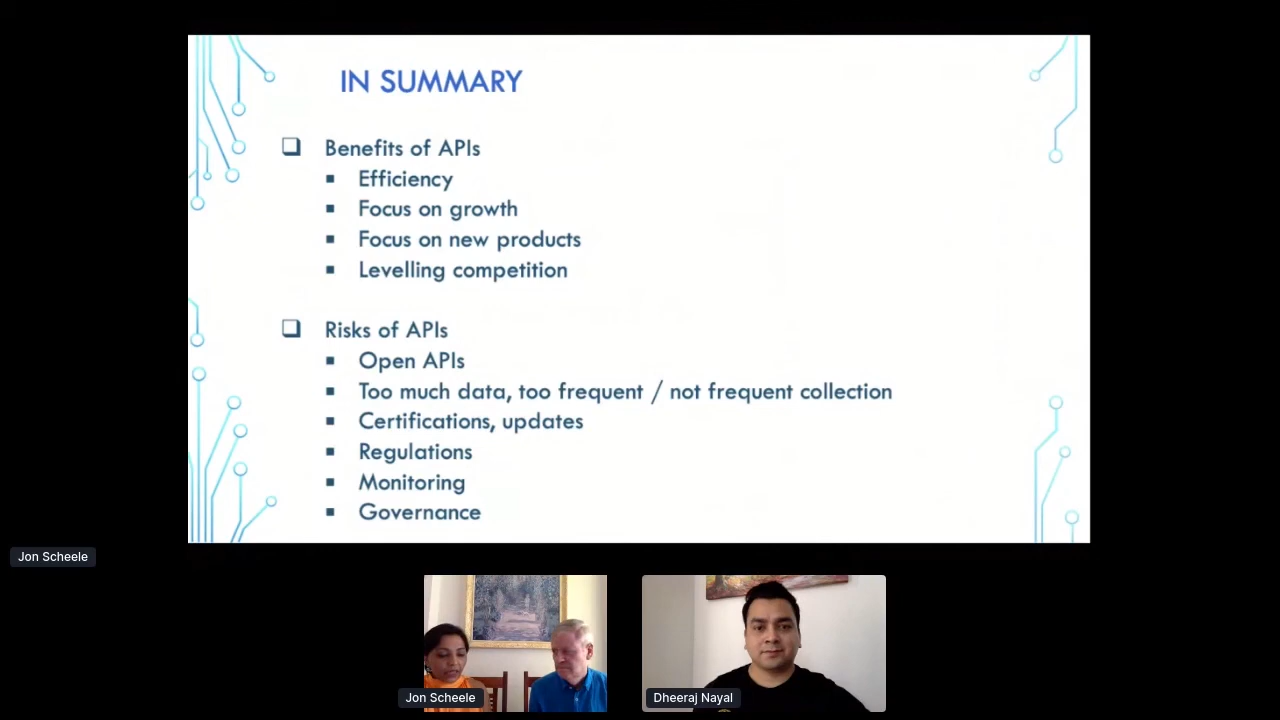 IN SUMMARY
❑ Benefits of APIs
▪ Efficiency
▪ Focus on growth
▪ Focus on new products
▪ Levelling competition
❑ Risks of APIs
▪ Open APIs
▪ Too much data, too frequent / not frequent collection
▪ Certifications, updates
▪ Regulations
▪ Monitoring
▪ Governance
Jon Scheele
Jon Scheele
Dheeraj Nayal